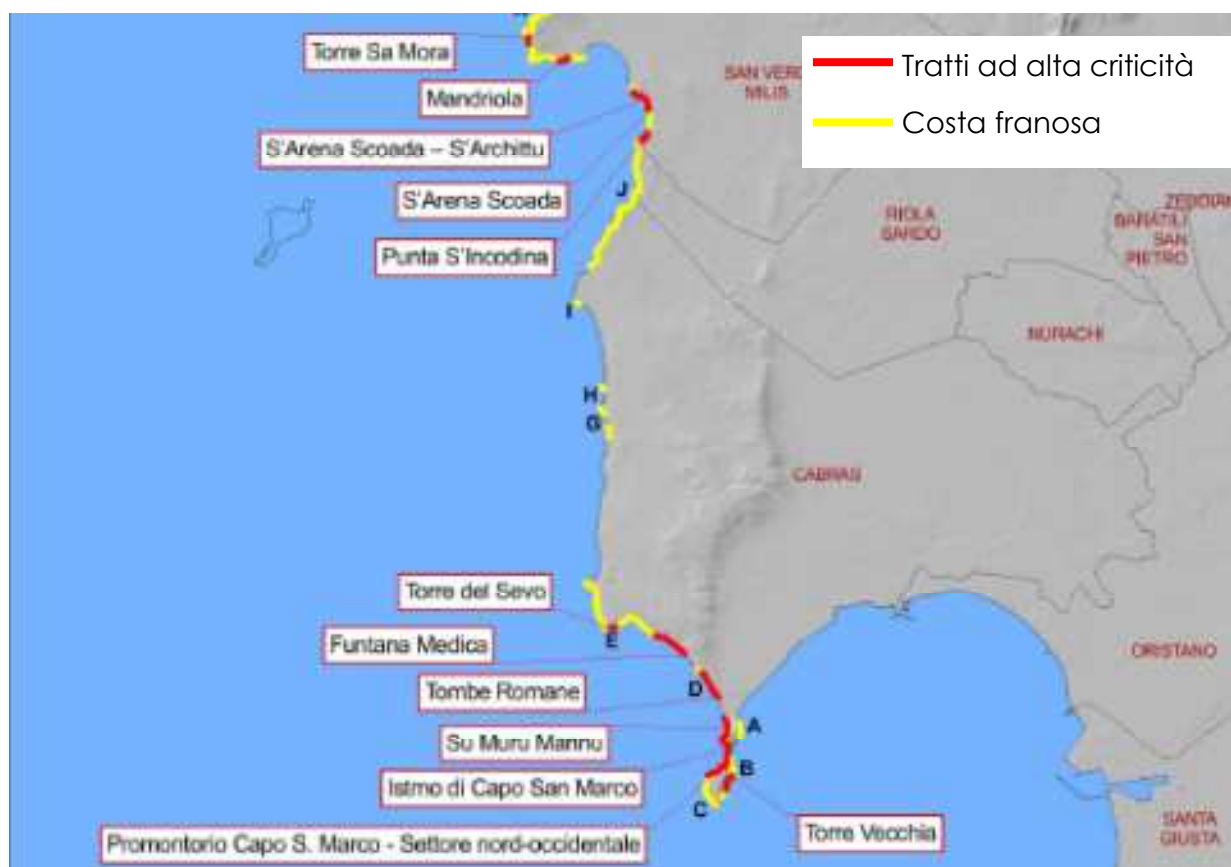 Torre Sa Mora
Mandriola
S'Arena Scoada – S'Archittu
S'Arena Scoada
Punta S'Incodina
Tratti ad alta criticità
Costa franosa
SAN VERO
MILIS
RIOLA
SARDO
BARATILI
SAN
PIETRO
NURACHI
CABRAS
ORISTANO
SANTA
GIUSTA
J
I
H
G
E
D
A
B
C
Torre del Sevo
Funtana Medica
Tombe Romane
Su Muru Mannu
Istmo di Capo San Marco
Promontorio Capo S. Marco - Settore nord-occidentale
Torre Vecchia